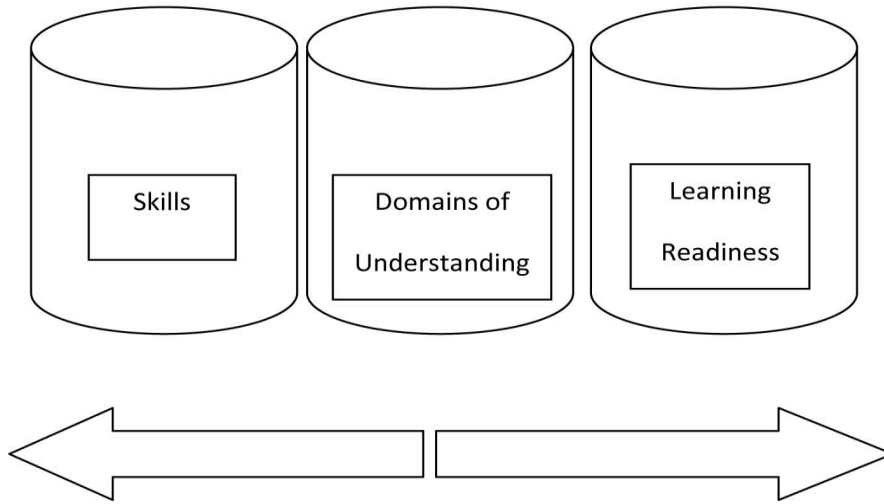 Skills
Domains of
Understanding
Learning
Readiness